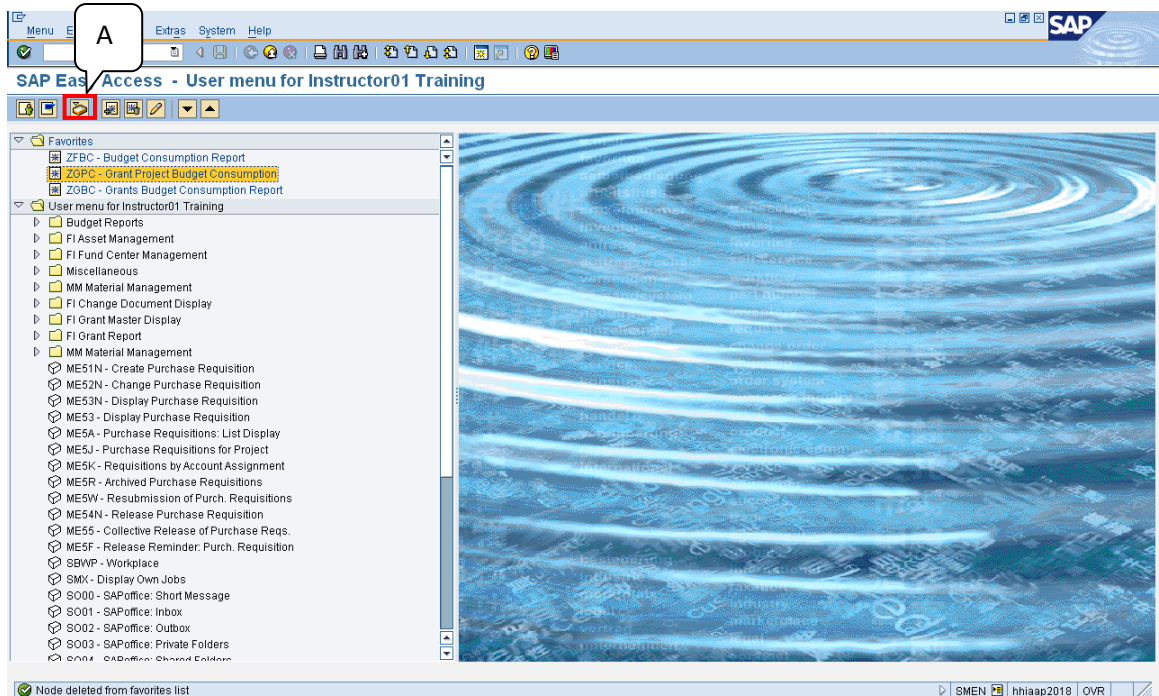 Menu E Extras System Help
SAP
A
SAP Eas Access - User menu for Instructor01 Training
Favorites
ZFBC - Budget Consumption Report
ZGPC - Grant Project Budget Consumption
ZGBC - Grants Budget Consumption Report
User menu for Instructor01 Training
Budget Reports
FI Asset Management
FI Fund Center Management
Miscellaneous
MM Material Management
FI Change Document Display
FI Grant Master Display
FI Grant Report
MM Material Management
ME51N - Create Purchase Requisition
ME52N - Change Purchase Requisition
ME53N - Display Purchase Requisition
ME53 - Display Purchase Requisition
ME5A - Purchase Requisitions: List Display
ME5J - Purchase Requisitions for Project
ME5K - Requisitions by Account Assignment
ME5R - Archived Purchase Requisitions
ME5W - Resubmission of Purch. Requisitions
ME54N - Release Purchase Requisition
ME55 - Collective Release of Purchase Reqs.
ME5F - Release Reminder: Purch. Requisition
SBWP - Workplace
SMX - Display Own Jobs
SO00 - SAPoffice: Short Message
SO01 - SAPoffice: Inbox
SO02 - SAPoffice: Outbox
SO03 - SAPoffice: Private Folders
SO04 - SAPoffice: Shared Folders
Node deleted from favorites list
SMEN hhiaap2018 OVR